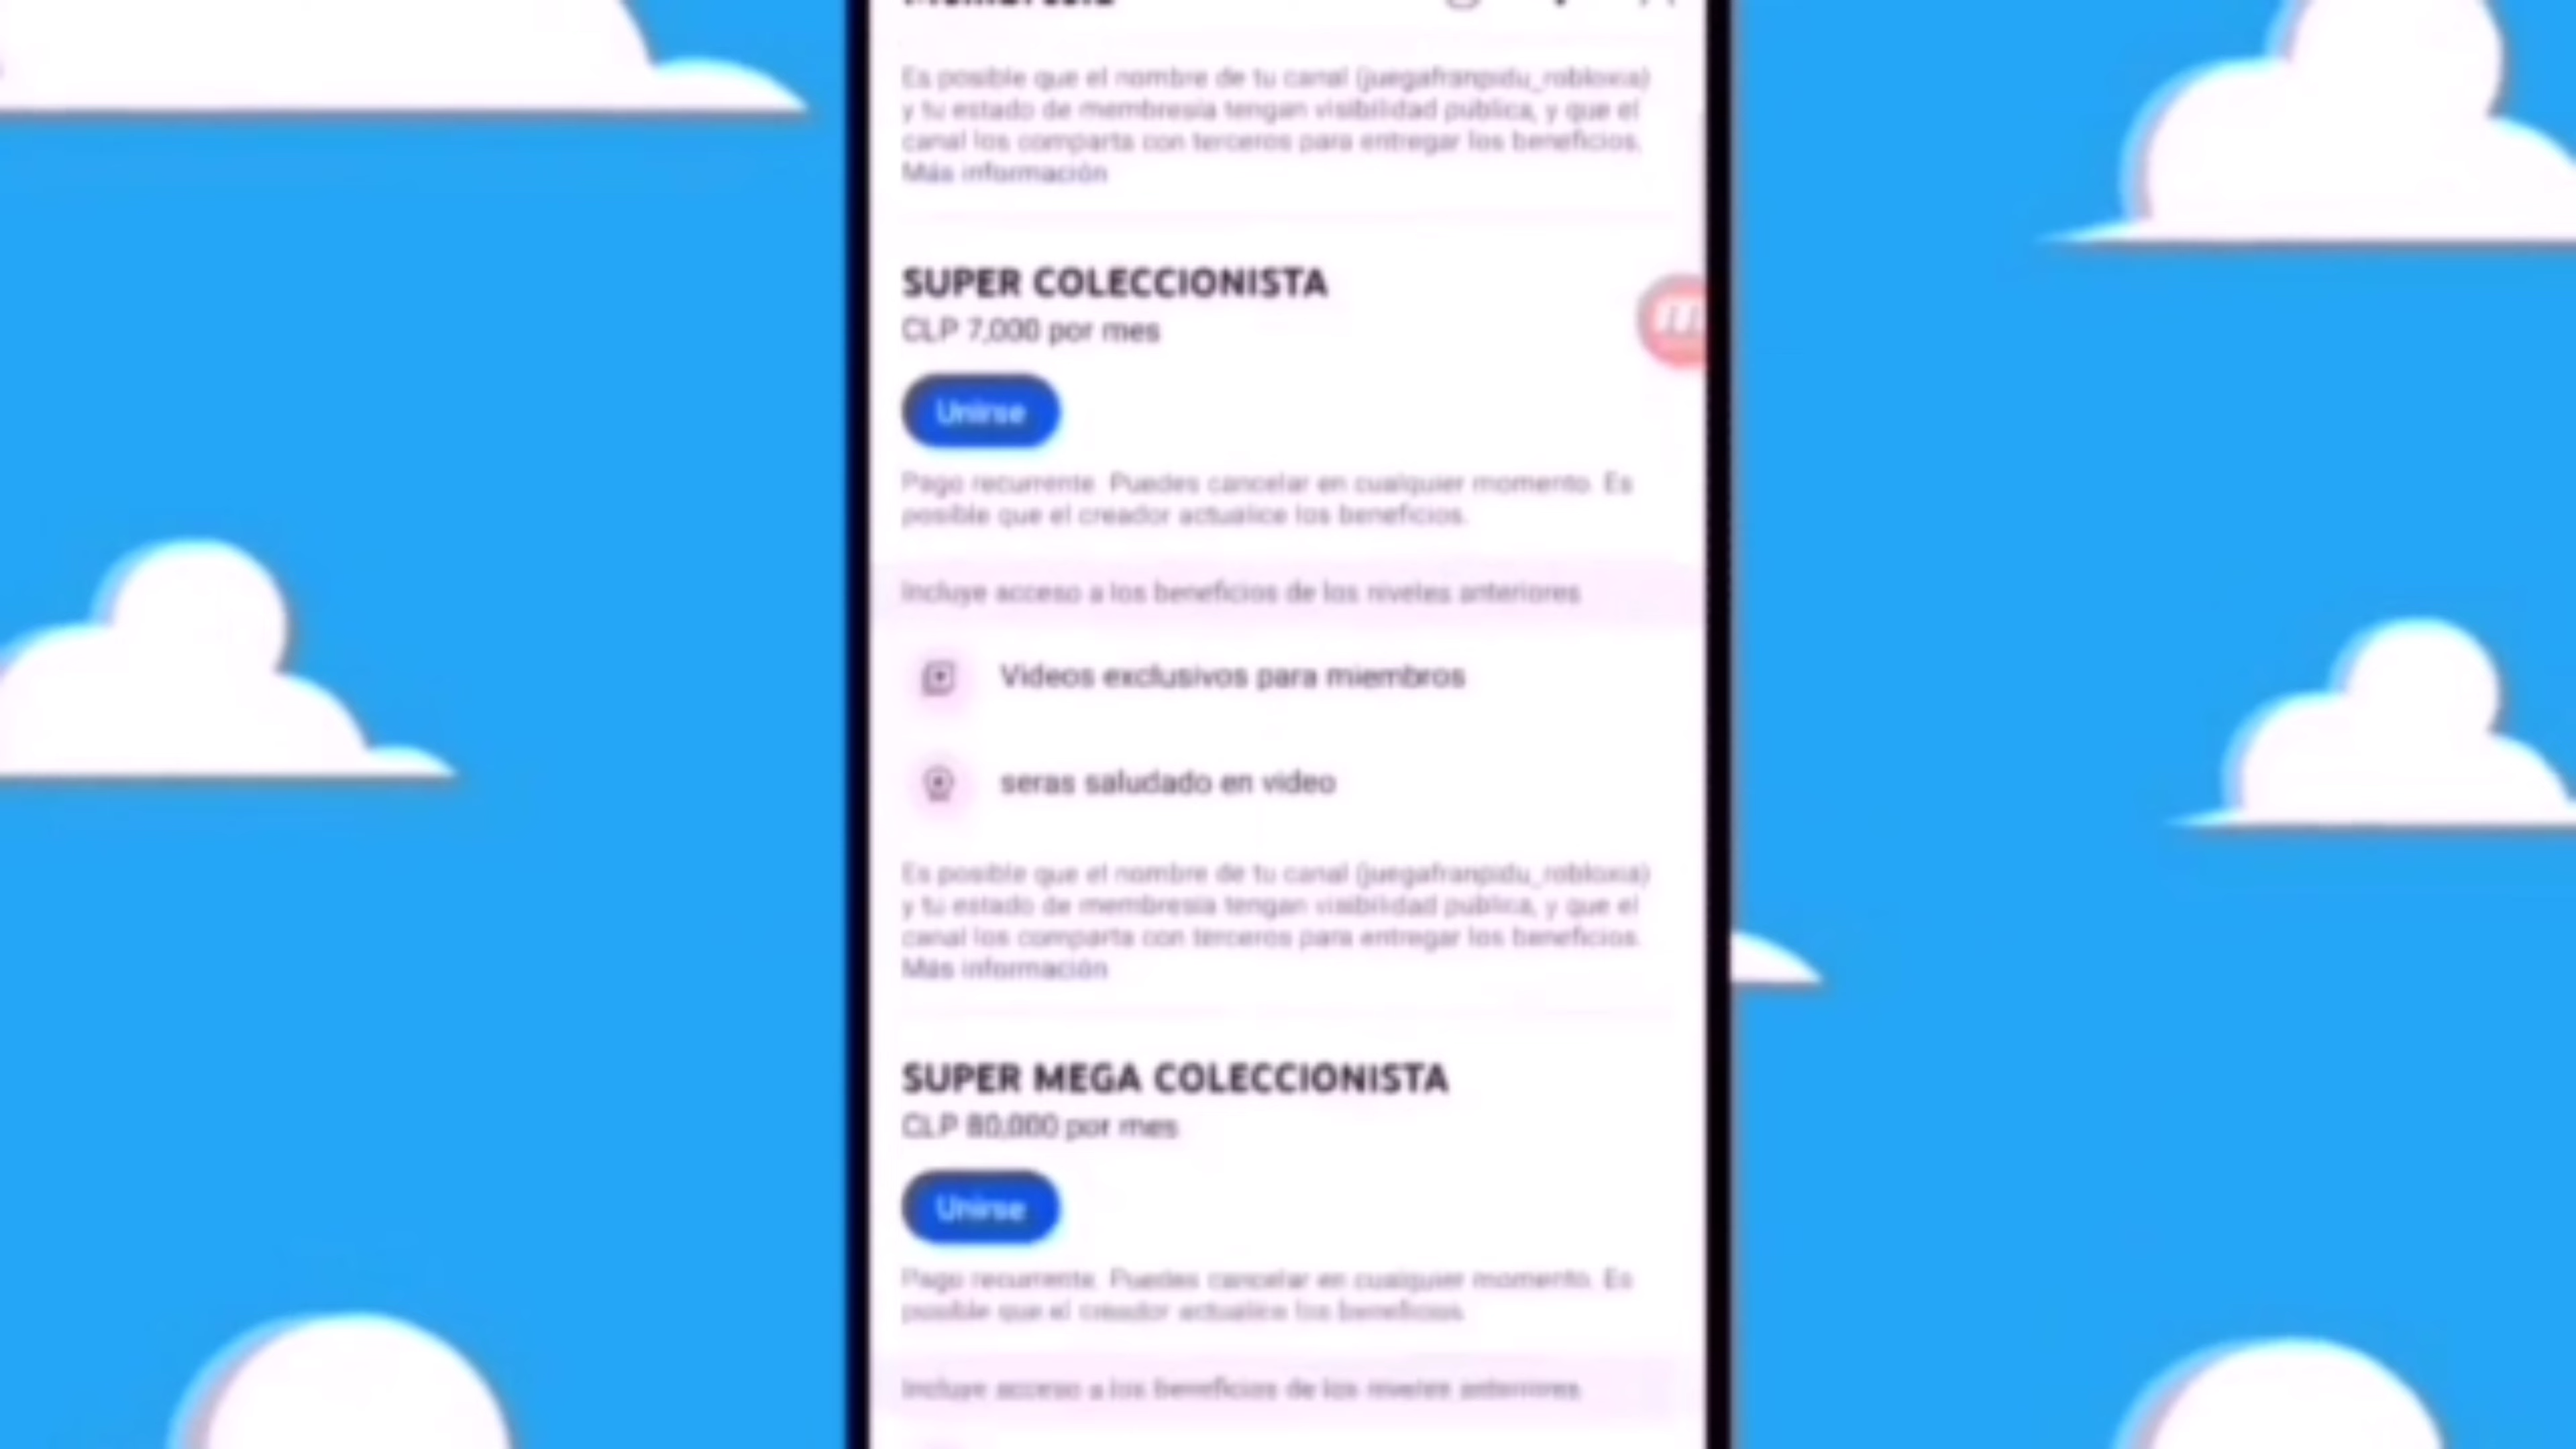 Es posible que el nombre de tu canal (juegafranpidu_robloxia)
y tu estado de membresía tengan visibilidad pública, y que el
canal los comparta con terceros para entregar los beneficios.
Más información
SUPER COLECCIONISTA
CLP 7,000 por mes
Unirse
Pago recurrente. Puedes cancelar en cualquier momento. Es
posible que el creador actualice los beneficios.
Incluye acceso a los beneficios de los niveles anteriores
Videos exclusivos para miembros
seras saludado en video
Es posible que el nombre de tu canal (juegafranpidu_robloxia)
y tu estado de membresía tengan visibilidad pública, y que el
canal los comparta con terceros para entregar los beneficios.
Más información
SUPER MEGA COLECCIONISTA
CLP 80,000 por mes
Unirse
Pago recurrente. Puedes cancelar en cualquier momento. Es
posible que el creador actualice los beneficios.
Incluye acceso a los beneficios de los niveles anteriores